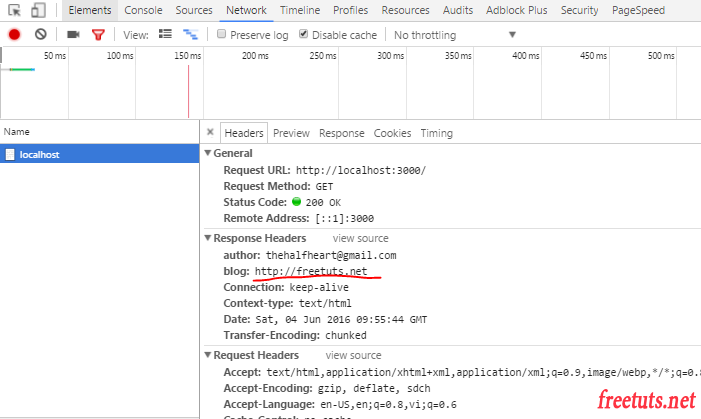 Elements Console Sources Network Timeline Profiles Resources Audits Adblock Plus Security PageSpeed
View: Preserve log Disable cache No throttling ▼
50 ms 100 ms 150 ms 200 ms 250 ms 300 ms 350 ms 400 ms 450 ms 500 ms
Name
× Headers Preview Response Cookies Timing
localhost
▼General
Request URL: http://localhost:3000/
Request Method: GET
Status Code: 200 OK
Remote Address: [::1]:3000
▼Response Headers view source
author: thehalfheart@gmail.com
blog: http://freetuts.net
Connection: keep-alive
Context-type: text/html
Date: Sat, 04 Jun 2016 09:55:44 GMT
Transfer-Encoding: chunked
▼Request Headers view source
Accept: text/html,application/xhtml+xml,application/xml;q=0.9,image/webp,*/*;q=0.8
Accept-Encoding: gzip, deflate, sdch
Accept-Language: en-US,en;q=0.8,vi;q=0.6
Cache-Control: no-cache
freetuts.net